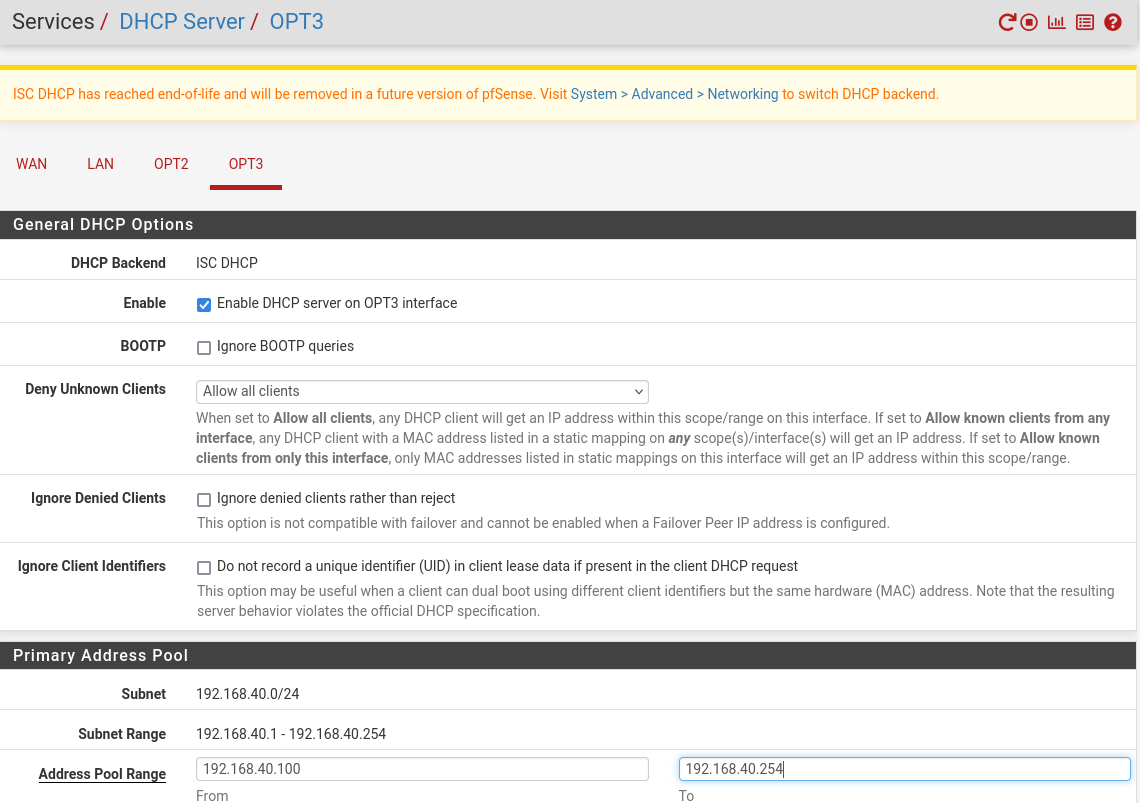 Services / DHCP Server / OPT3
ISC DHCP has reached end-of-life and will be removed in a future version of pfSense. Visit System > Advanced > Networking to switch DHCP backend.
WAN LAN OPT2 OPT3
General DHCP Options
DHCP Backend ISC DHCP
Enable Enable DHCP server on OPT3 interface
BOOTP Ignore BOOTP queries
Deny Unknown Clients Allow all clients
When set to Allow all clients, any DHCP client will get an IP address within this scope/range on this interface. If set to Allow known clients from any
interface, any DHCP client with a MAC address listed in a static mapping on any scope(s)/interface(s) will get an IP address. If set to Allow known
clients from only this interface, only MAC addresses listed in static mappings on this interface will get an IP address within this scope/range.
Ignore Denied Clients Ignore denied clients rather than reject
This option is not compatible with failover and cannot be enabled when a Failover Peer IP address is configured.
Ignore Client Identifiers Do not record a unique identifier (UID) in client lease data if present in the client DHCP request
This option may be useful when a client can dual boot using different client identifiers but the same hardware (MAC) address. Note that the resulting
server behavior violates the official DHCP specification.
Primary Address Pool
Subnet 192.168.40.0/24
Subnet Range 192.168.40.1 - 192.168.40.254
Address Pool Range 192.168.40.100 192.168.40.254
From To